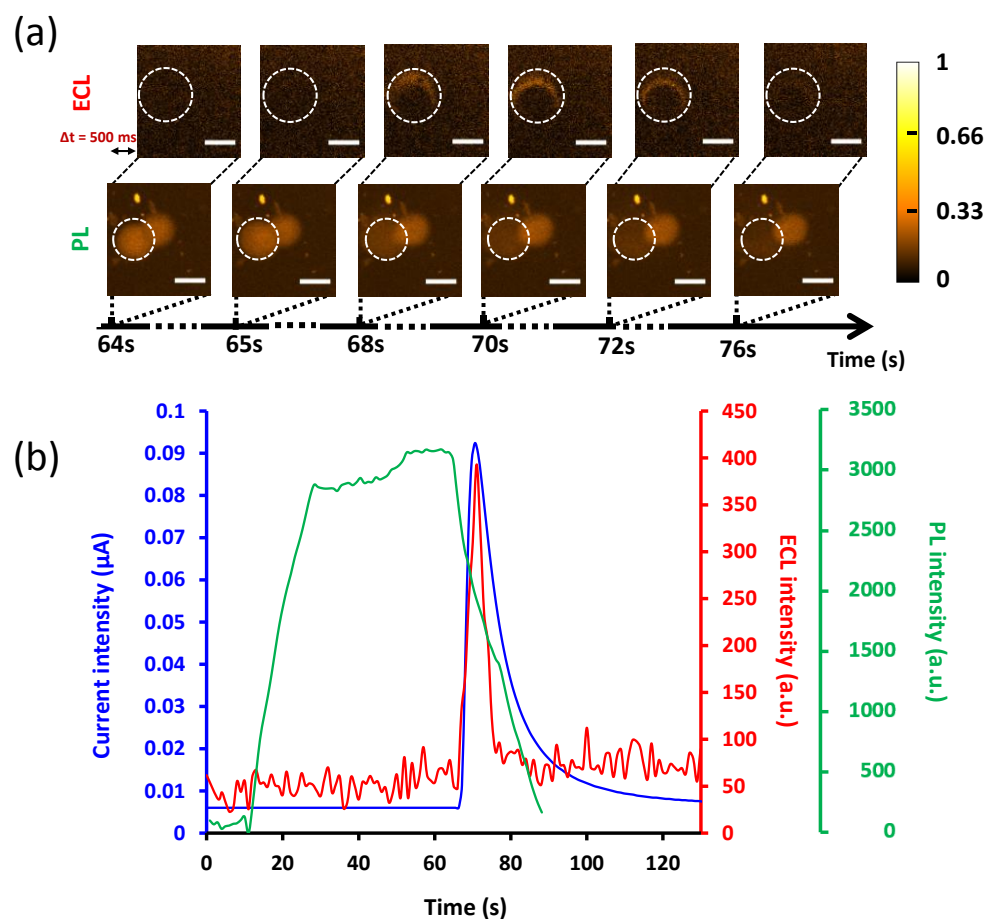 (a)
ECL
Δt = 500 ms
PL
1
0.66
0.33
0
64s
65s
68s
70s
72s
76s
Time (s)
(b)
Current intensity (µA)
0.1
0.09
0.08
0.07
0.06
0.05
0.04
0.03
0.02
0.01
0
450
400
350
300
250
200
150
100
50
0
ECL intensity
(a.u.)
3500
3000
2500
2000
1500
1000
500
0
PL intensity
(a.u.)
0 20 40 60 80 100 120
Time (s)